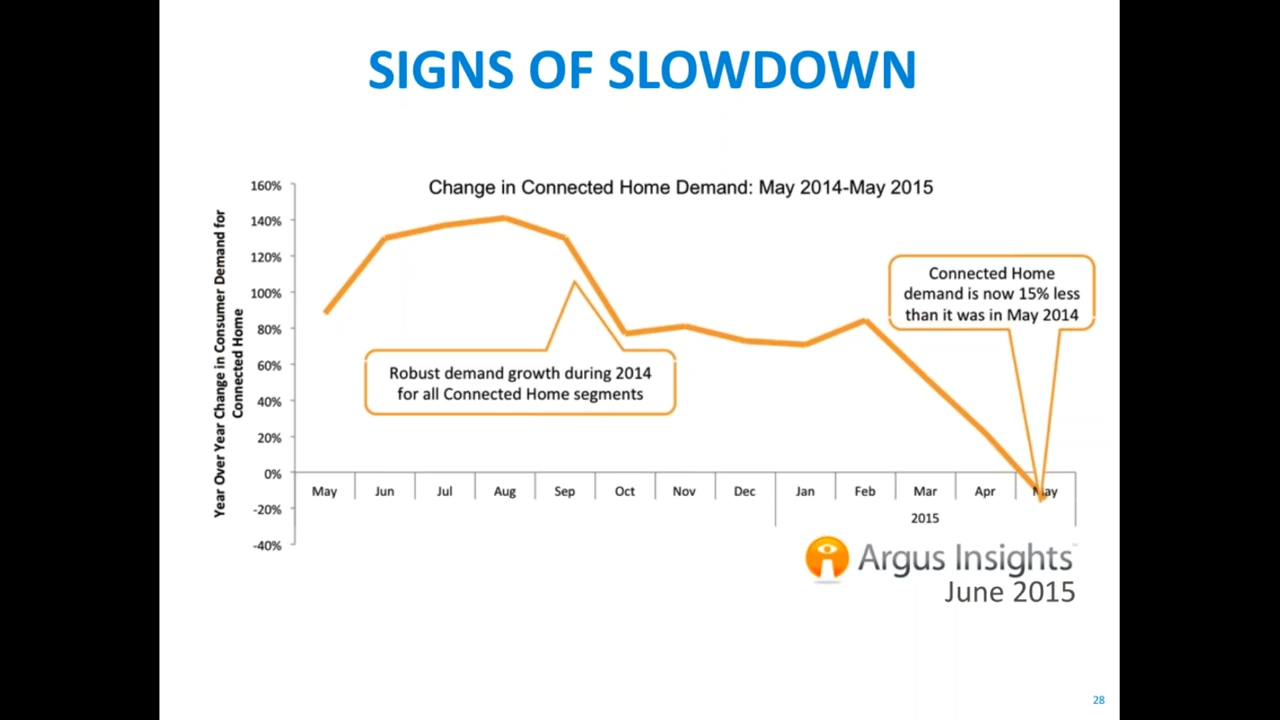 SIGNS OF SLOWDOWN
Change in Connected Home Demand: May 2014-May 2015
Year Over Year Change in Consumer Demand for
Connected Home
160%
140%
120%
100%
80%
60%
40%
20%
0%
-20%
-40%
Robust demand growth during 2014
for all Connected Home segments
Connected Home
demand is now 15% less
than it was in May 2014
May Jun Jul Aug Sep Oct Nov Dec Jan Feb Mar Apr May
2015
Argus Insights™
June 2015
28